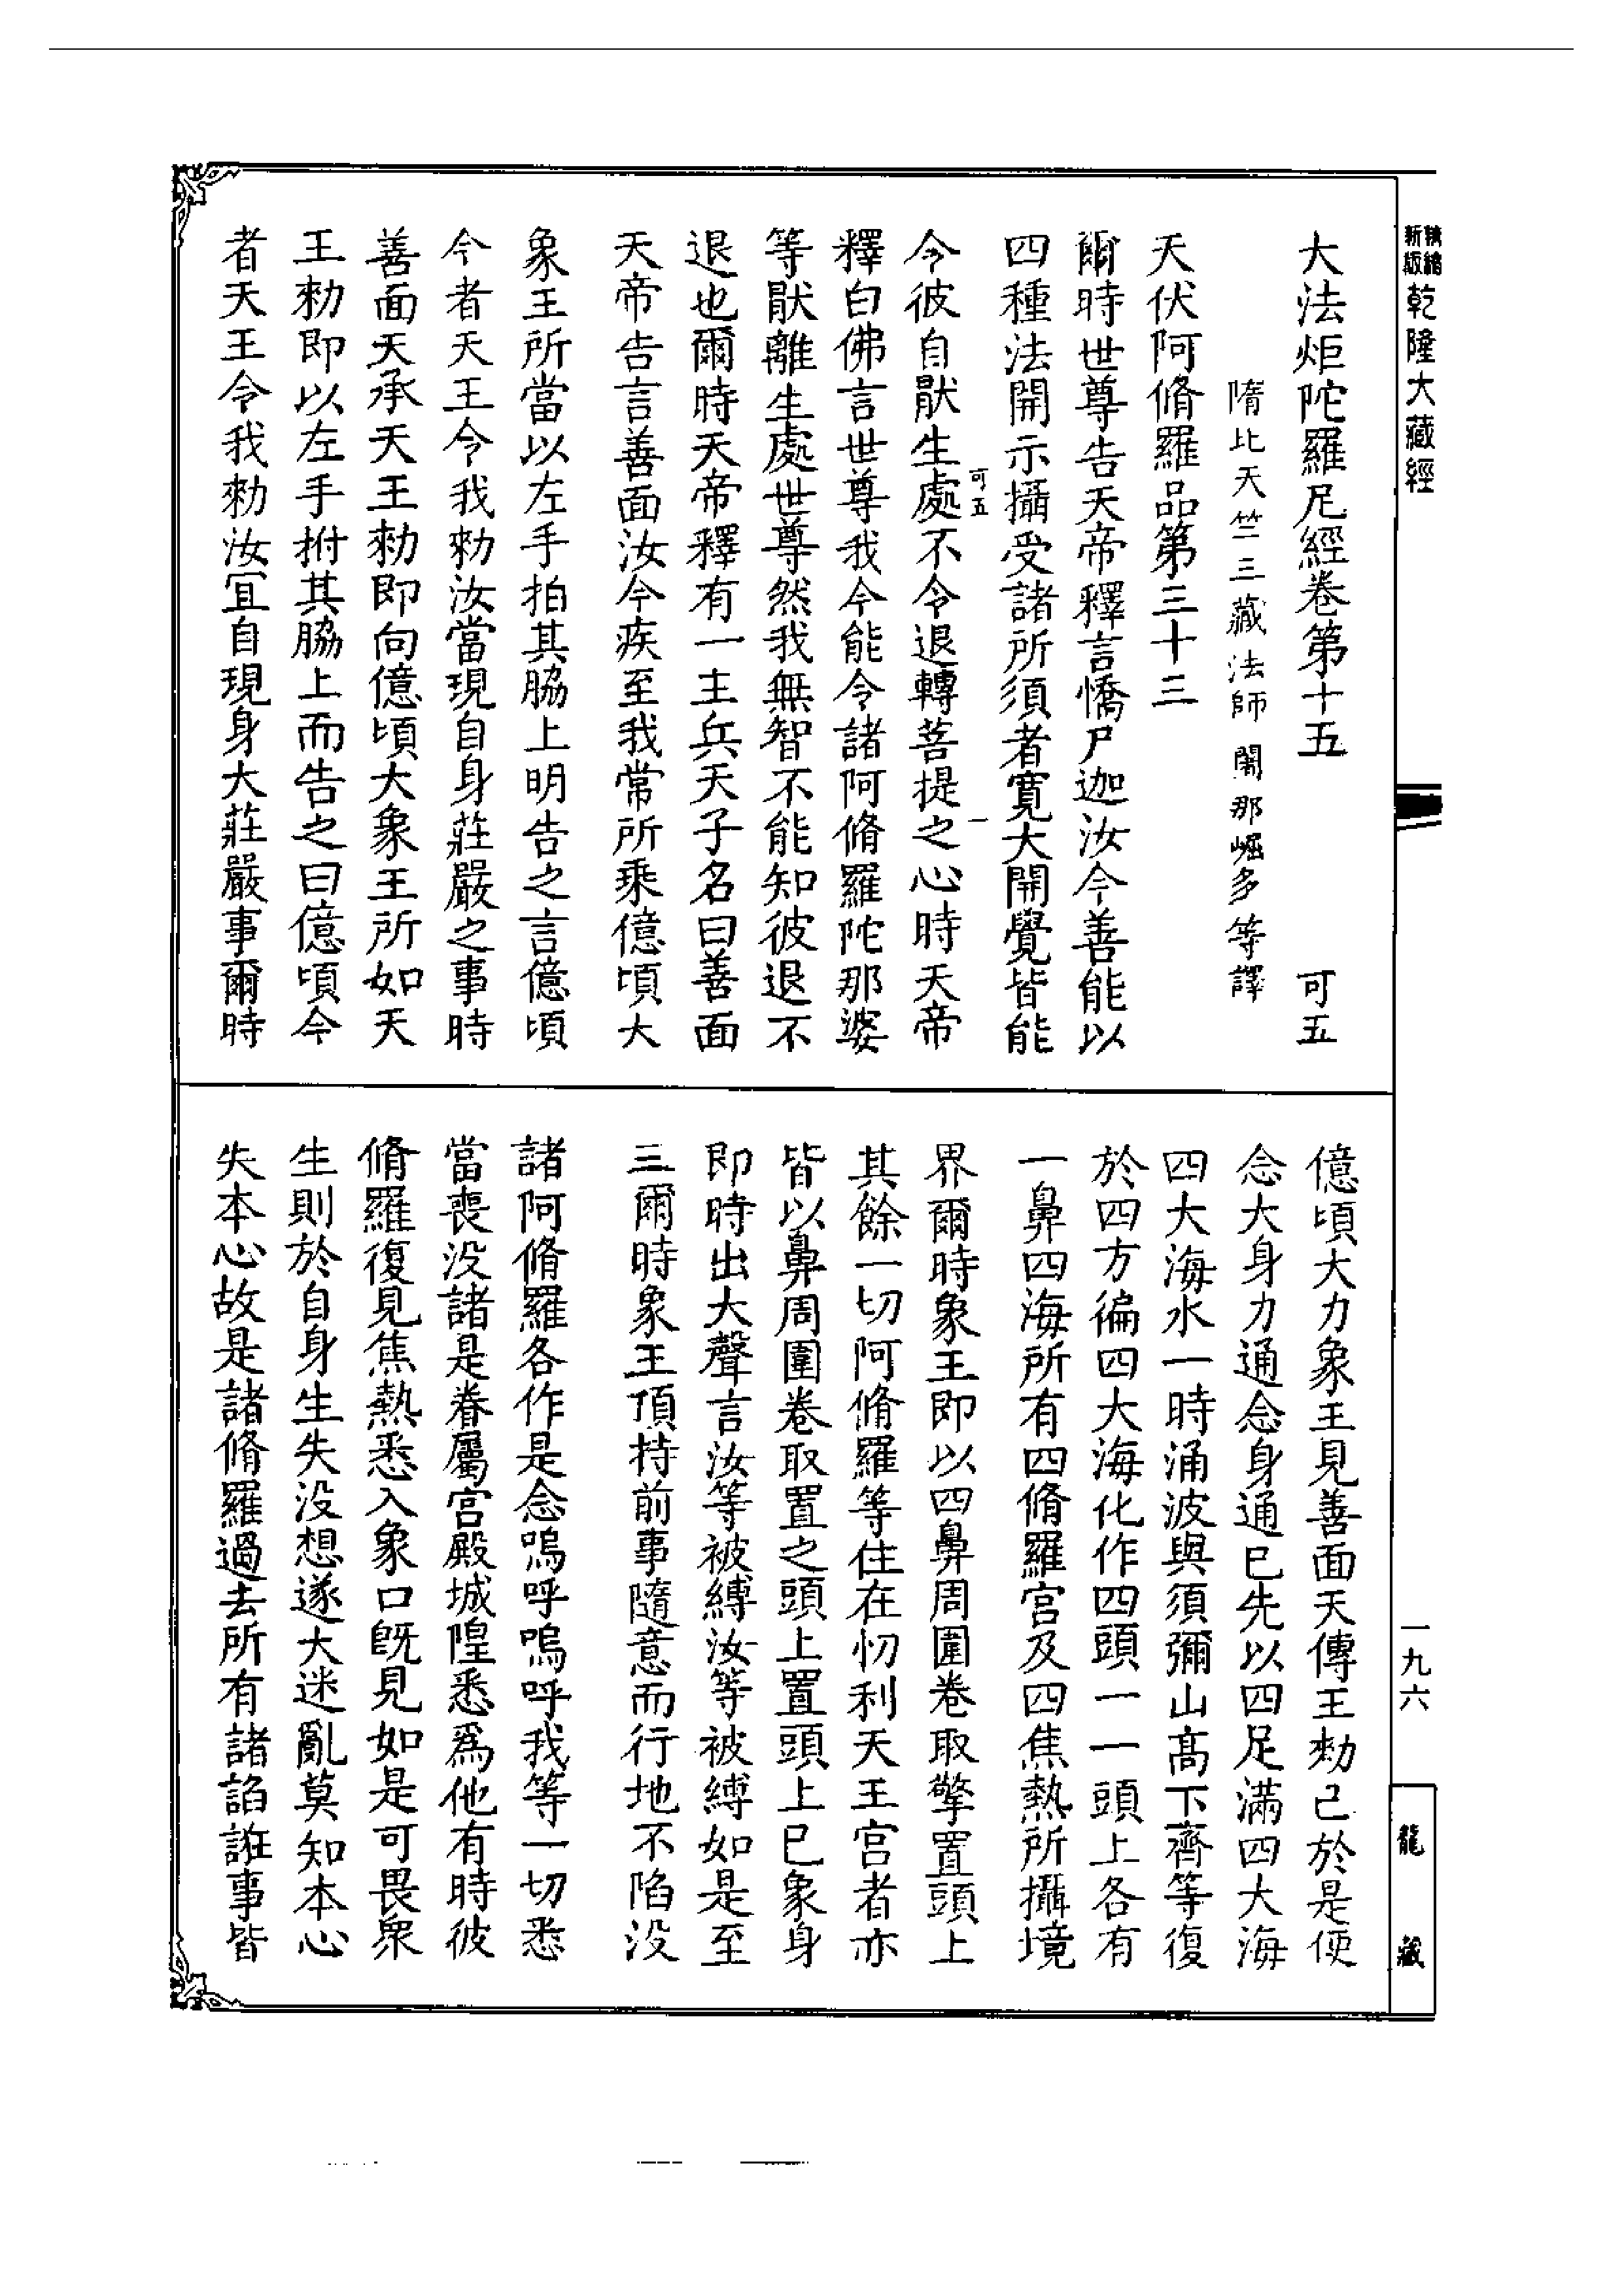 新版
精縮
乾隆大藏經
大法炬陀羅尼經卷第十五 可五
隋北天竺三藏法師闍那崛多等譯
天伏阿脩羅品第三十三
爾時世尊告天帝釋言憍尸迦汝今善能以
四種法開示攝受諸所須者寬大開覺皆能
可五 一
令彼自猒生處不令退轉菩提之心時天帝
釋白佛言世尊我今能令諸阿脩羅陀那婆
等猒離生處世尊然我無智不能知彼退不
退也爾時天帝釋有一主兵天子名曰善面
天帝告言善面汝今疾至我常所乘億頃大
象王所當以左手拍其脇上明告之言億頃
今者天王令我勑汝當現自身莊嚴之事時
善面天承天王勑即向億頃大象王所如天
王勑即以左手拊其脇上而告之曰億頃今
者天王令我勑汝宜自現身大莊嚴事爾時
億頃大力象王見善面天傳王勑已於是便
念大身力通念身通已先以四足滿四大海
四大海水一時涌波與須彌山髙下齊等復
於四方徧四大海化作四頭一一頭上各有
一鼻四海所有四脩羅宮及四焦熱所攝境
界爾時象王即以四鼻周圍卷取擎置頭上
其餘一切阿脩羅等住在忉利天王宮者亦
皆以鼻周圍卷取置之頭上置頭上已象身
即時出大聲言汝等被縛汝等被縛如是至
三爾時象王頂持前事隨意而行地不陷没
諸阿脩羅各作是念嗚呼嗚呼我等一切悉
當喪没諸是眷屬宮殿城隍悉爲他有時彼
脩羅復見焦熱悉入象口旣見如是可畏衆
生則於自身生失没想遂大迷亂莫知本心
失本心故是諸脩羅過去所有諸諂誑事皆
一九六
龍藏